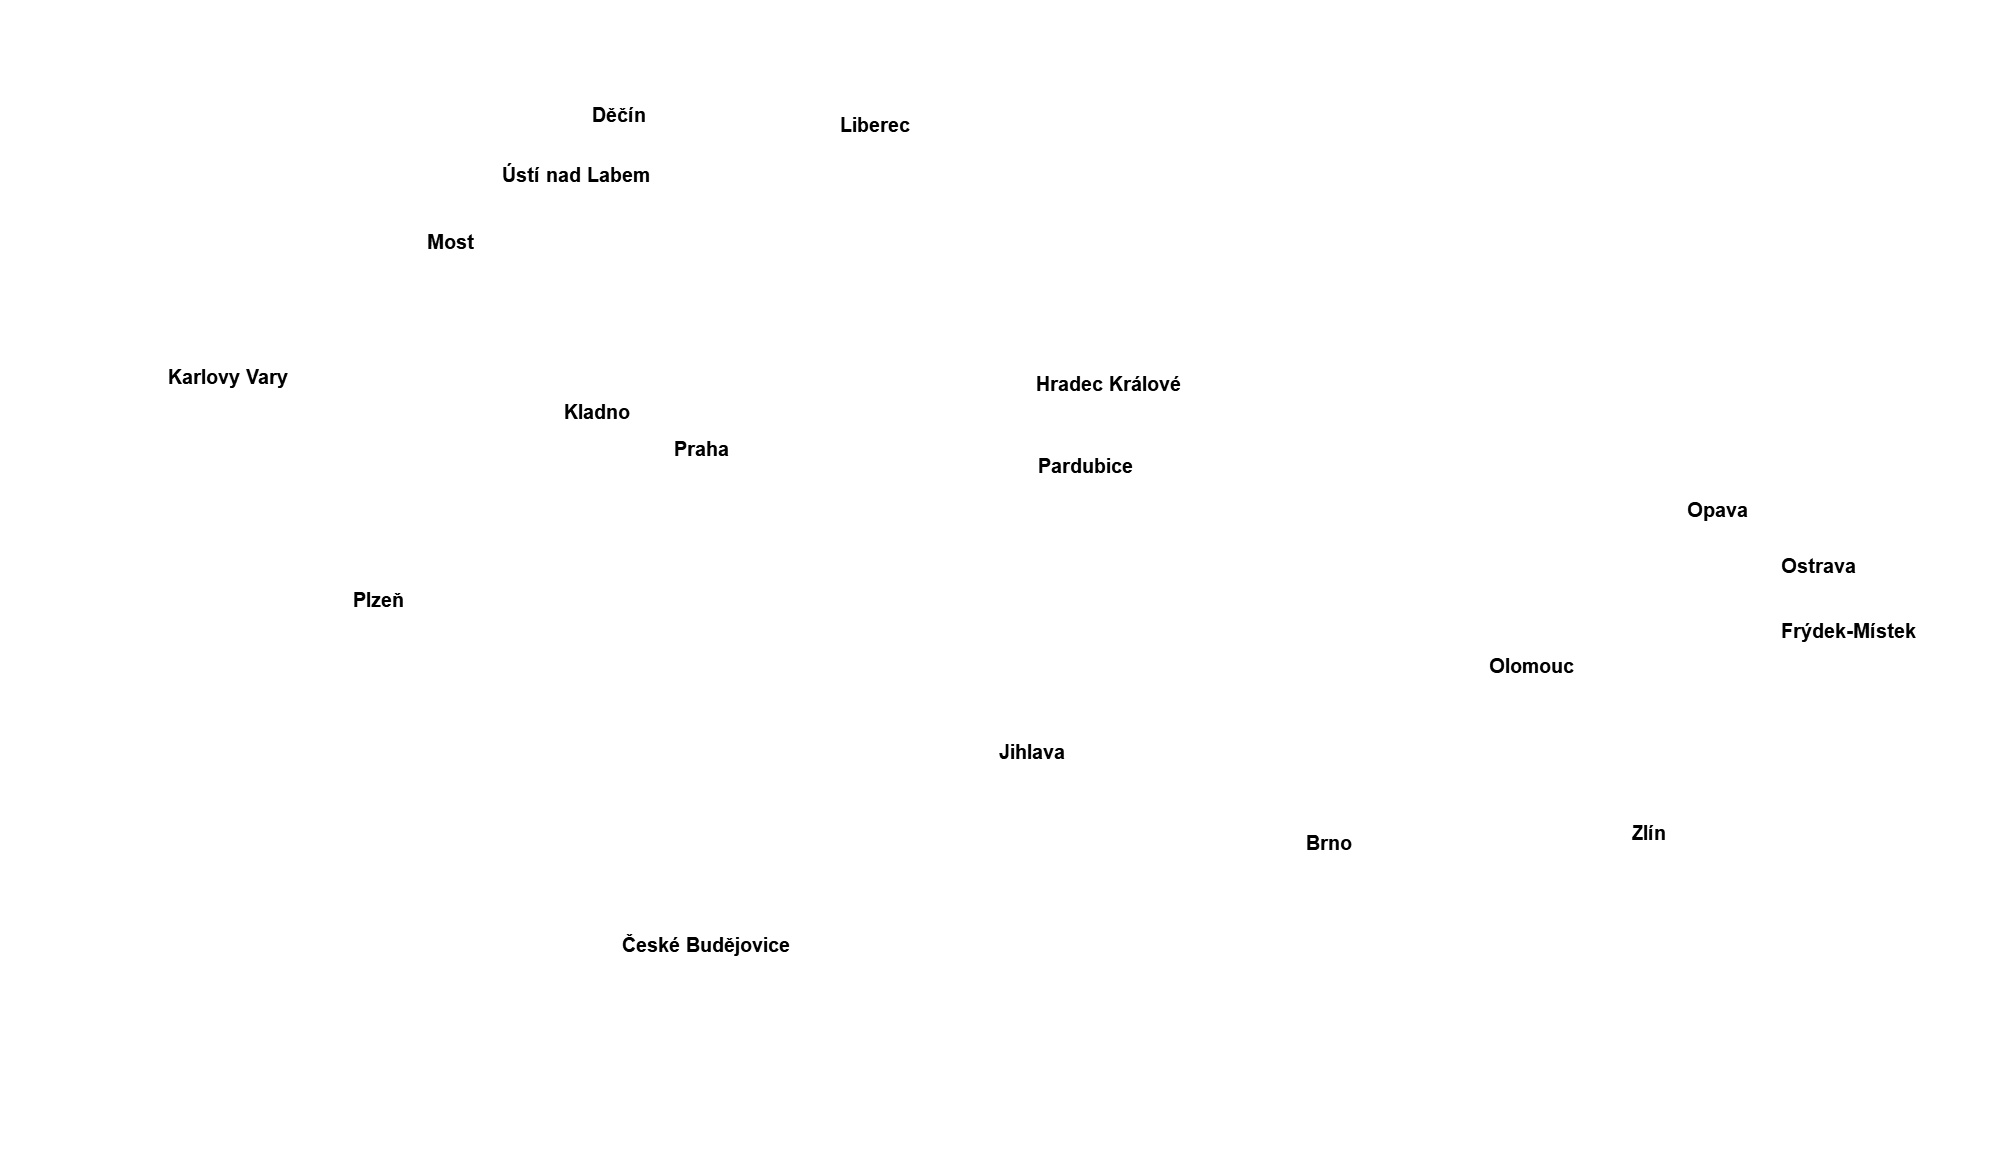 Děčín
Liberec
Ústí nad Labem
Most
Karlovy Vary
Hradec Králové
Kladno
Praha
Pardubice
Opava
Ostrava
Plzeň
Frýdek-Místek
Olomouc
Jihlava
Zlín
Brno
České Budějovice